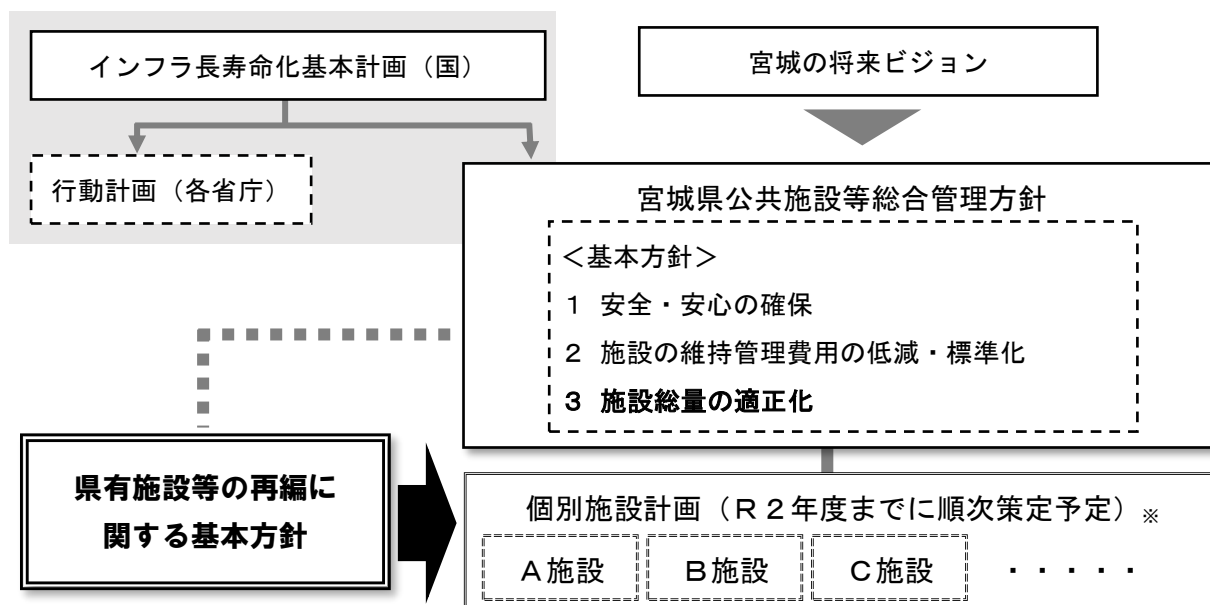 インフラ長寿命化基本計画（国）
行動計画（各省庁）
宮城の将来ビジョン
宮城県公共施設等総合管理方針
＜基本方針＞
１ 安全・安心の確保
２ 施設の維持管理費用の低減・標準化
３ 施設総量の適正化
県有施設等の再編に
関する基本方針
個別施設計画（Ｒ２年度までに順次策定予定）※
Ａ施設 Ｂ施設 Ｃ施設 ・・・・・